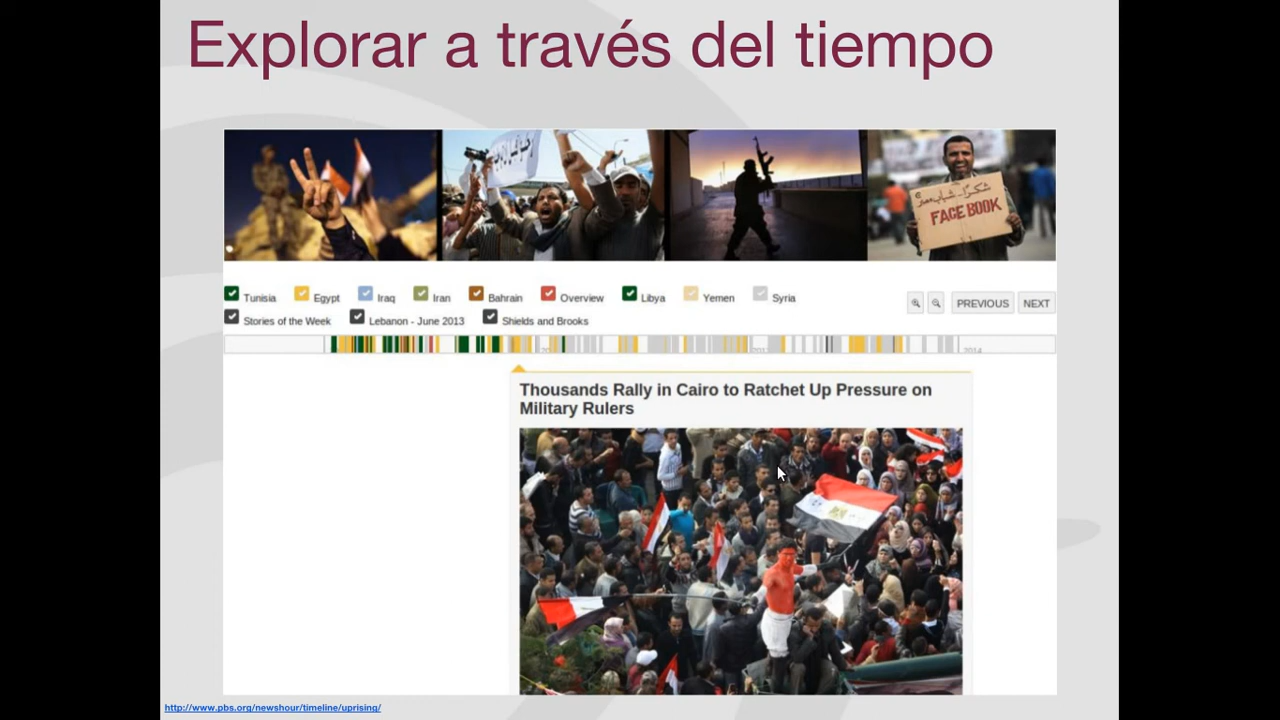 Explorar a través del tiempo
FACEBOOK
Tunisia Egypt Iraq Iran Bahrain Overview Libya Yemen Syria
PREVIOUS NEXT
Stories of the Week Lebanon - June 2013 Shields and Brooks
2014
Thousands Rally in Cairo to Ratchet Up Pressure on
Military Rulers
http://www.pbs.org/newshour/timeline/uprising/